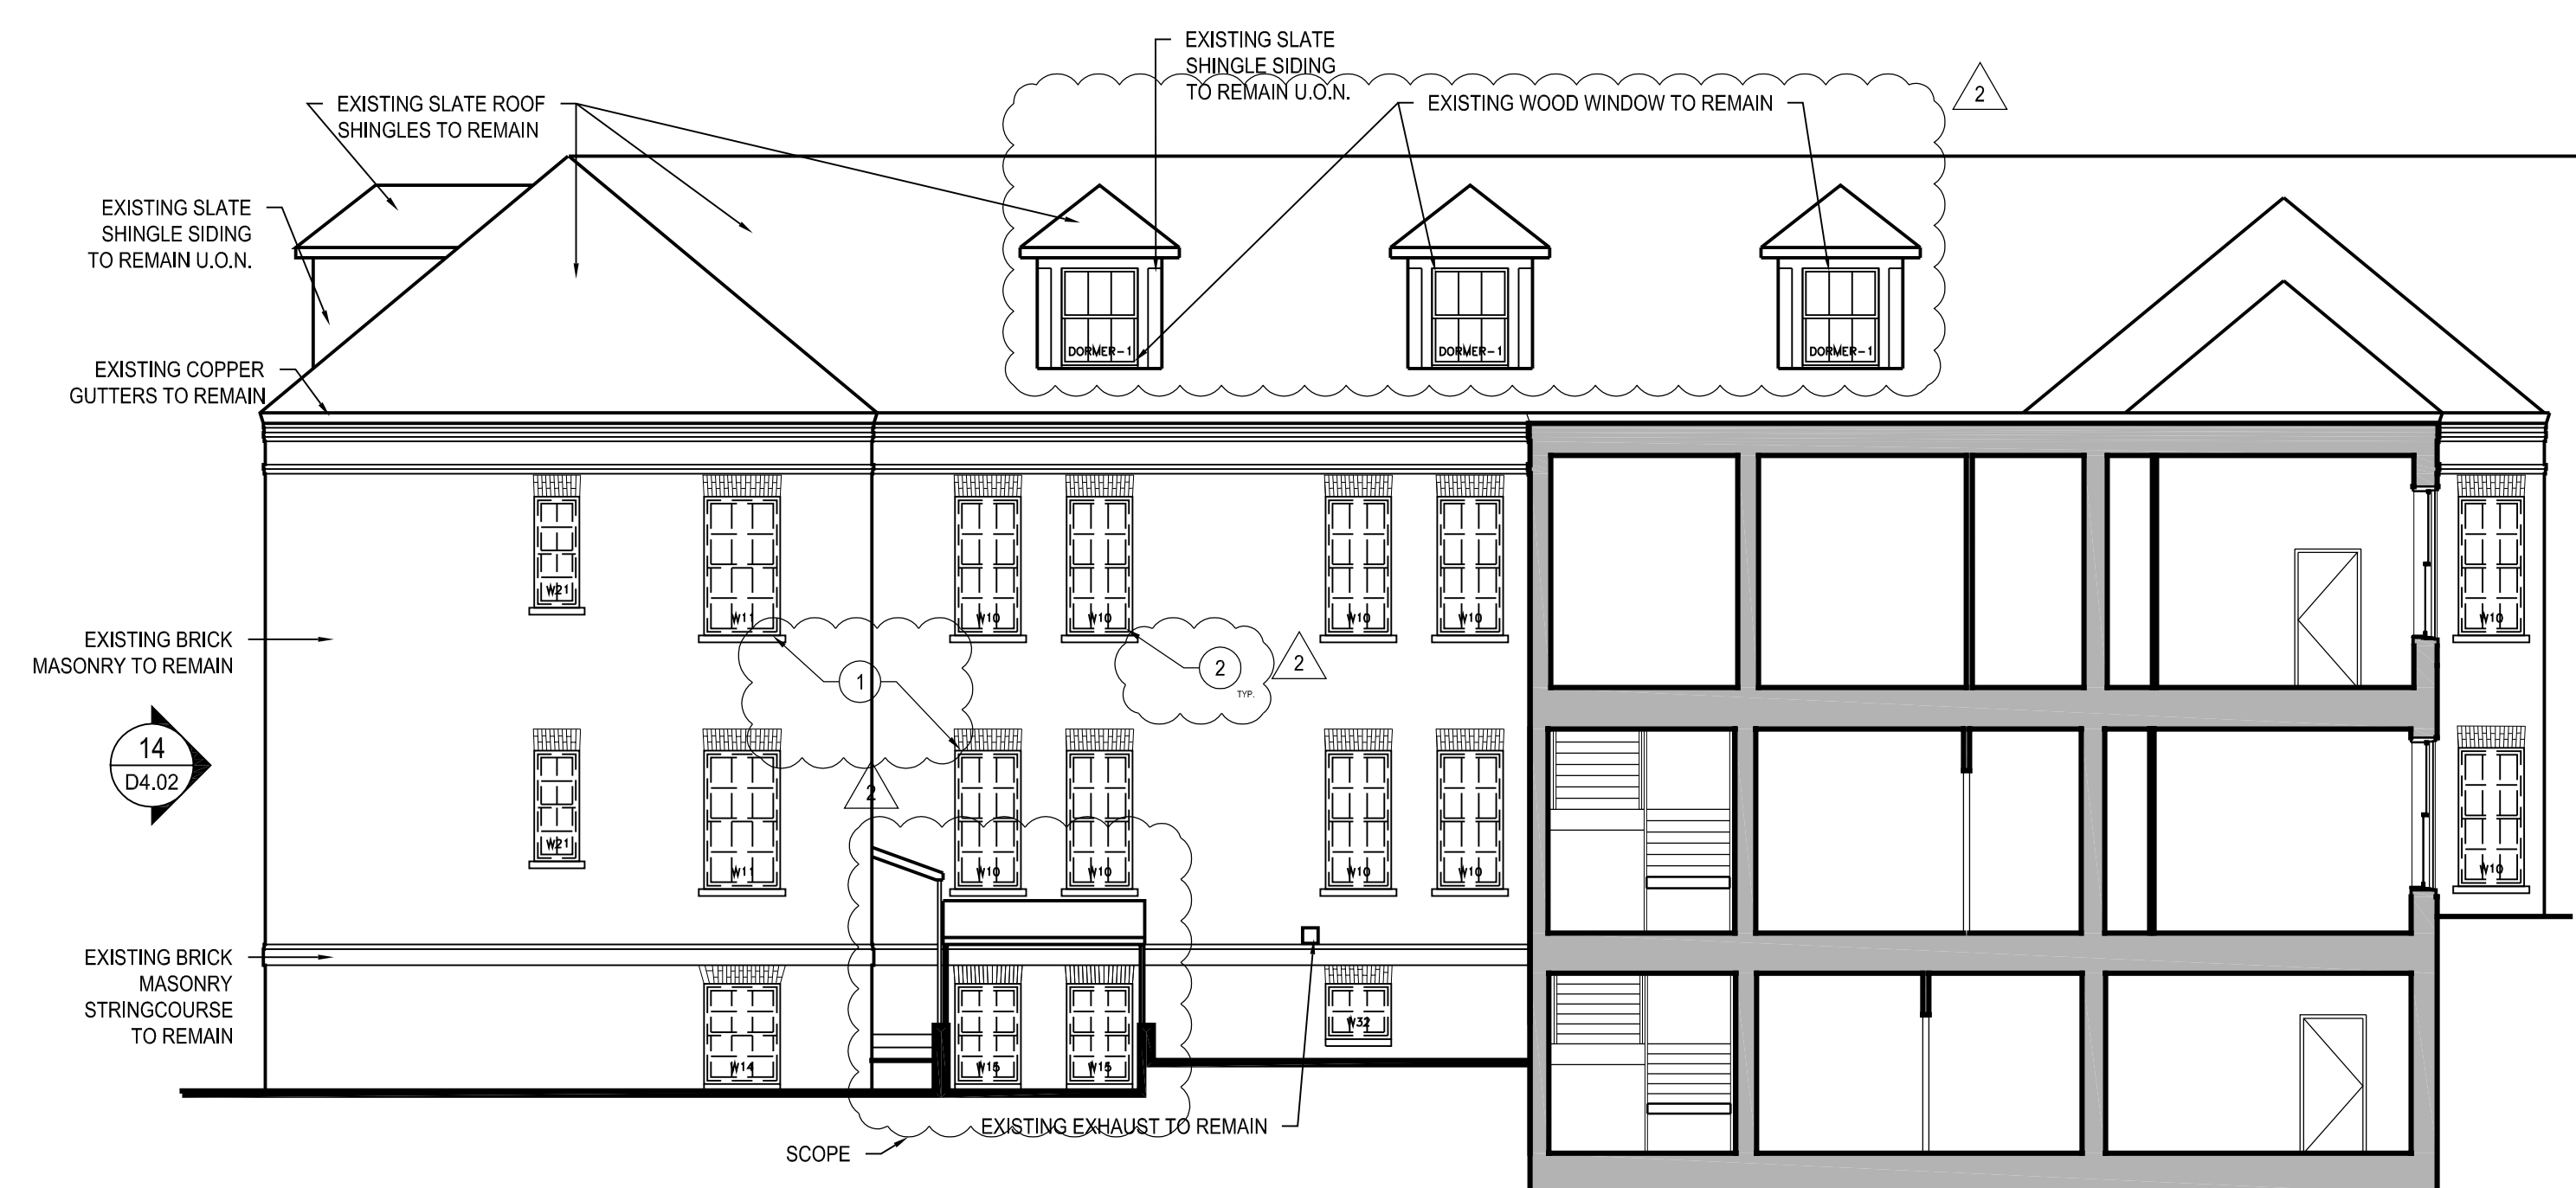 EXISTING SLATE
SHINGLE SIDING
TO REMAIN U.O.N.
EXISTING SLATE ROOF
SHINGLES TO REMAIN
EXISTING WOOD WINDOW TO REMAIN
2
EXISTING SLATE
SHINGLE SIDING
TO REMAIN U.O.N.
DORMER-1
DORMER-1
DORMER-1
EXISTING COPPER
GUTTERS TO REMAIN
W21
W11
W10
W10
W10
W10
W10
EXISTING BRICK
MASONRY TO REMAIN
1
2
TYP.
2
14
D4.02
2
W21
W11
W10
W10
W10
W10
W10
EXISTING BRICK
MASONRY
STRINGCOURSE
TO REMAIN
W32
W14
W15
W15
EXISTING EXHAUST TO REMAIN
SCOPE